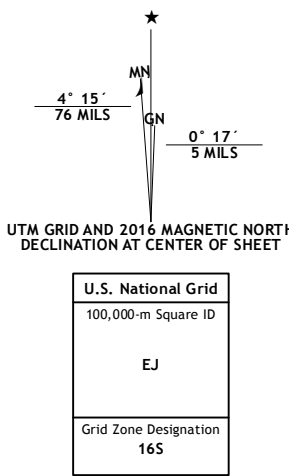 ★
MN
4° 15´
76 MILS
GN
0° 17´
5 MILS
UTM GRID AND 2016 MAGNETIC NORTH
DECLINATION AT CENTER OF SHEET
U.S. National Grid
100,000-m Square ID
EJ
Grid Zone Designation
16S